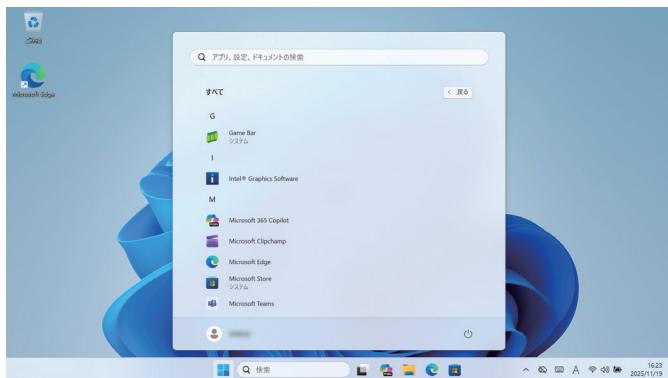 ごみ箱
Microsoft Edge
アプリ、設定、ドキュメントの検索
すべて
< 戻る
G
Game Bar
システム
I
Intel® Graphics Software
M
Microsoft 365 Copilot
Microsoft Clipchamp
Microsoft Edge
Microsoft Store
システム
Microsoft Teams
検索
A
16:23
2025/11/19